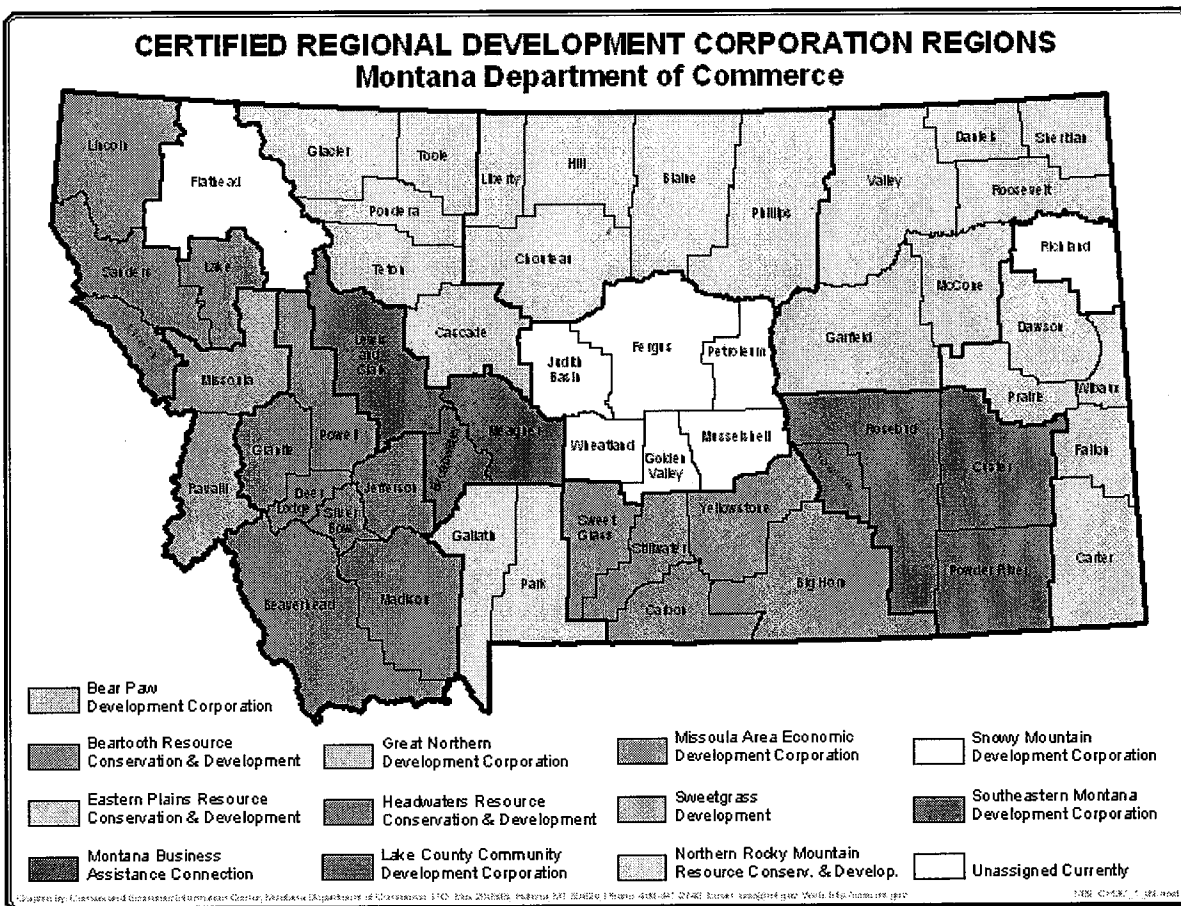 CERTIFIED REGIONAL DEVELOPMENT CORPORATION REGIONS
Montana Department of Commerce
Lincoln
Flathead
Glacier
Toole
Liberty
Hill
Blaine
Phillips
Valley
Daniels
Sheridan
Roosevelt
Pondera
Teton
Chouteau
Richland
Sanders
Lake
McCone
Dawson
Garfield
Cascade
Lewis
and
Clark
Judith
Basin
Fergus
Petroleum
Missoula
Prairie
Wibaux
Powell
Granite
Meagher
Wheatland
Golden
Valley
Musselshell
Rosebud
Custer
Fallon
Ravalli
Deer
Lodge
Silver
Bow
Jefferson
Gallatin
Park
Sweet
Grass
Stillwater
Yellowstone
Big Horn
Carbon
Powder River
Carter
Beaverhead
Madison
Bear Paw
Development Corporation
Beartooth Resource
Conservation & Development
Great Northern
Development Corporation
Missoula Area Economic
Development Corporation
Snowy Mountain
Development Corporation
Eastern Plains Resource
Conservation & Development
Headwaters Resource
Conservation & Development
Sweetgrass
Development
Southeastern Montana
Development Corporation
Montana Business
Assistance Connection
Lake County Community
Development Corporation
Northern Rocky Mountain
Resource Conserv. & Develop.
Unassigned Currently